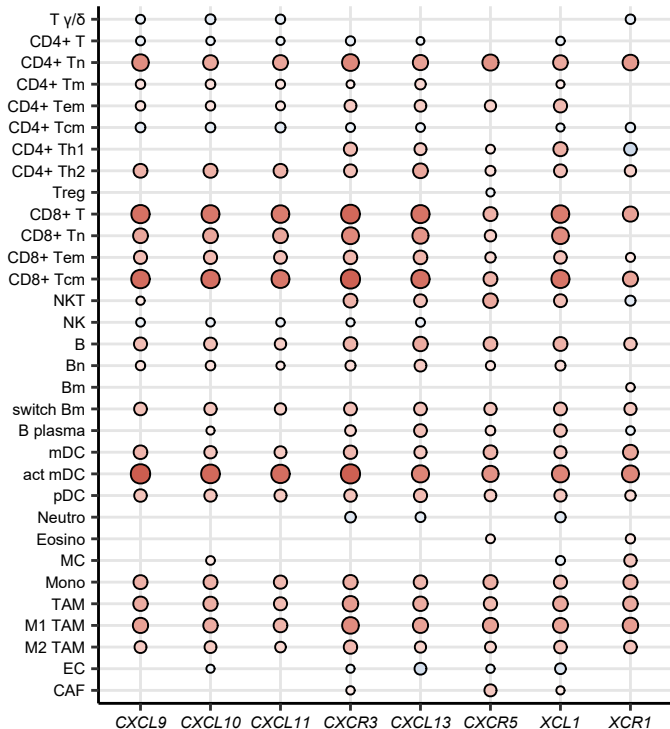 T γ/δ
CD4+ T
CD4+ Tn
CD4+ Tm
CD4+ Tem
CD4+ Tcm
CD4+ Th1
CD4+ Th2
Treg
CD8+ T
CD8+ Tn
CD8+ Tem
CD8+ Tcm
NKT
NK
B
Bn
Bm
switch Bm
B plasma
mDC
act mDC
pDC
Neutro
Eosino
MC
Mono
TAM
M1 TAM
M2 TAM
EC
CAF
CXCL9 CXCL10 CXCL11 CXCR3 CXCL13 CXCR5 XCL1 XCR1